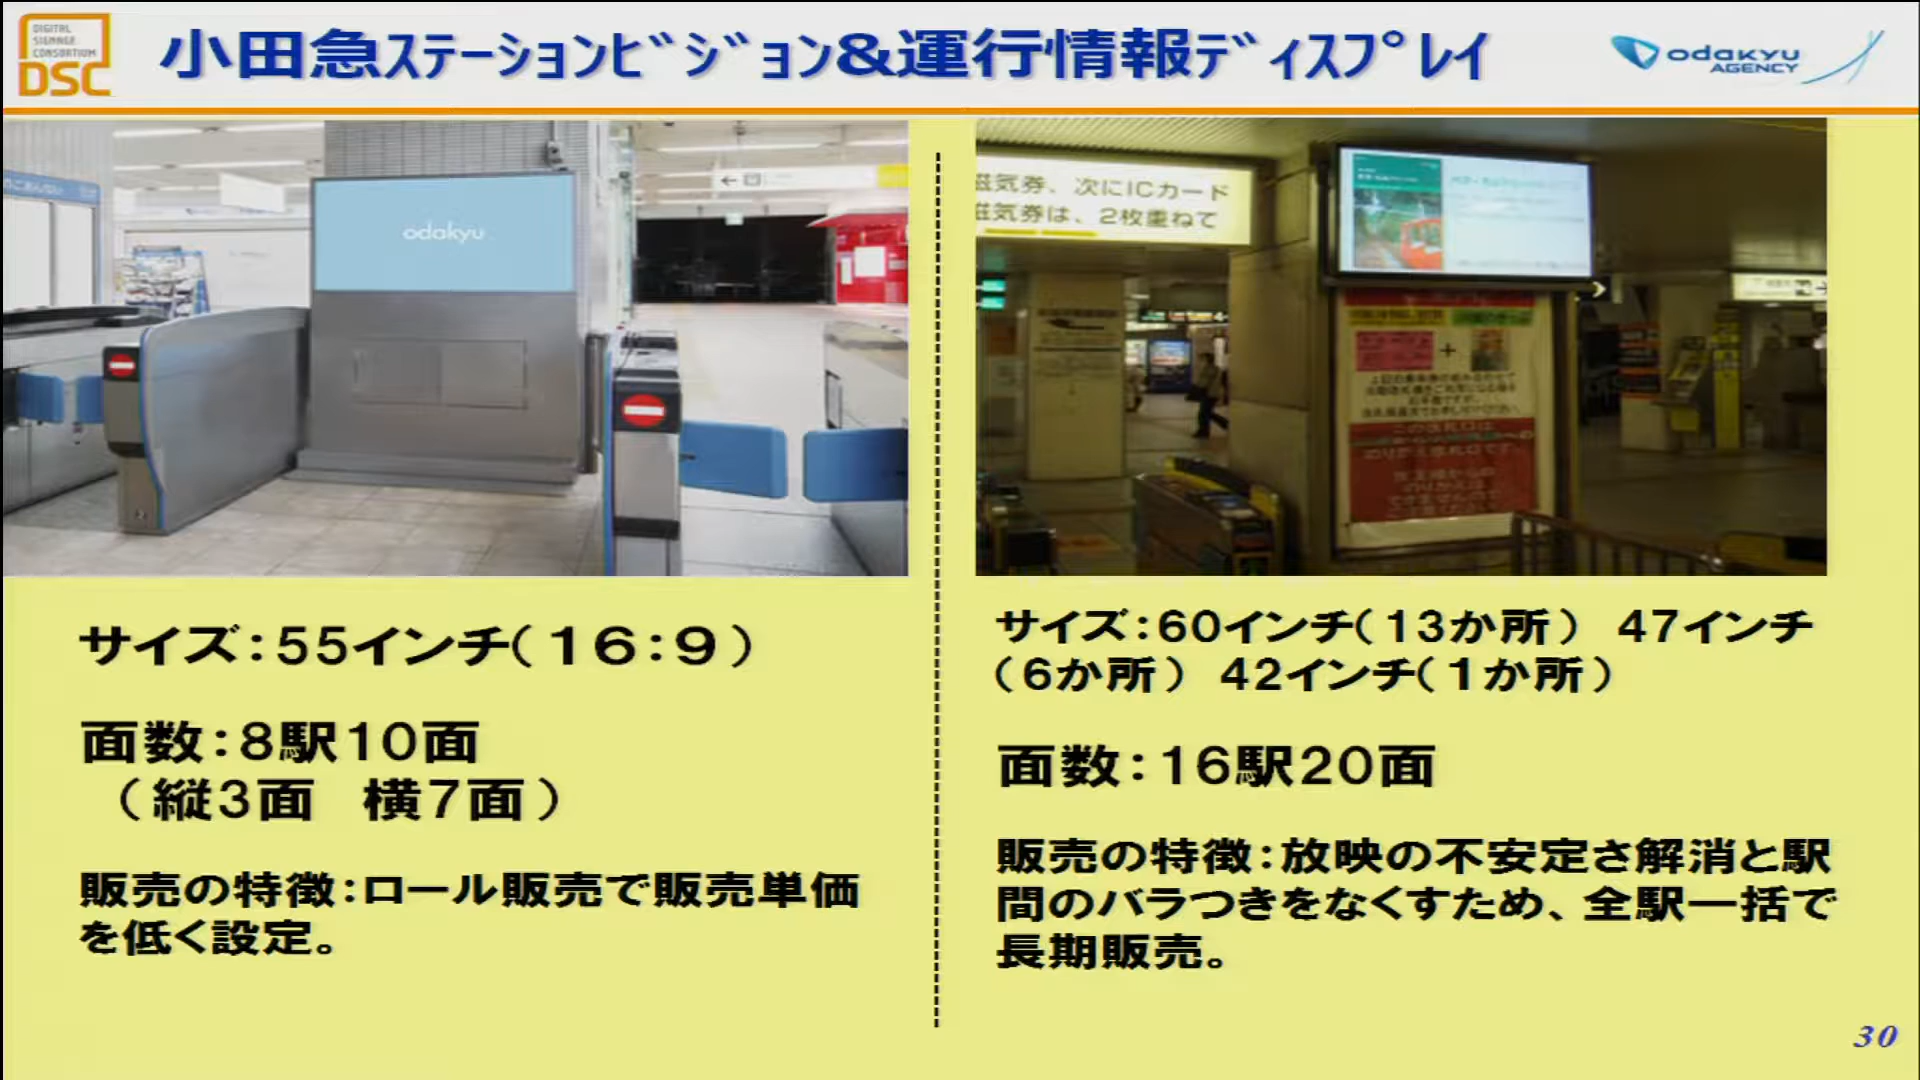 DIGITAL
SIGNAGE
CONSORTIUM
DSC
小田急ｽﾃｰｼｮﾝﾋﾞｼﾞｮﾝ&運行情報ﾃﾞｨｽﾌﾟﾚｲ
odakyu
AGENCY
odakyu
磁気券、次にICカード
磁気券は、2枚重ねて
サイズ：55インチ（１６：９）
面数：8駅10面
（縦3面　横7面）
販売の特徴：ロール販売で販売単価
を低く設定。
サイズ：60インチ（13か所）　47インチ
（6か所）　42インチ（1か所）
面数：16駅20面
販売の特徴：放映の不安定さ解消と駅
間のバラつきをなくすため、全駅一括で
長期販売。
30